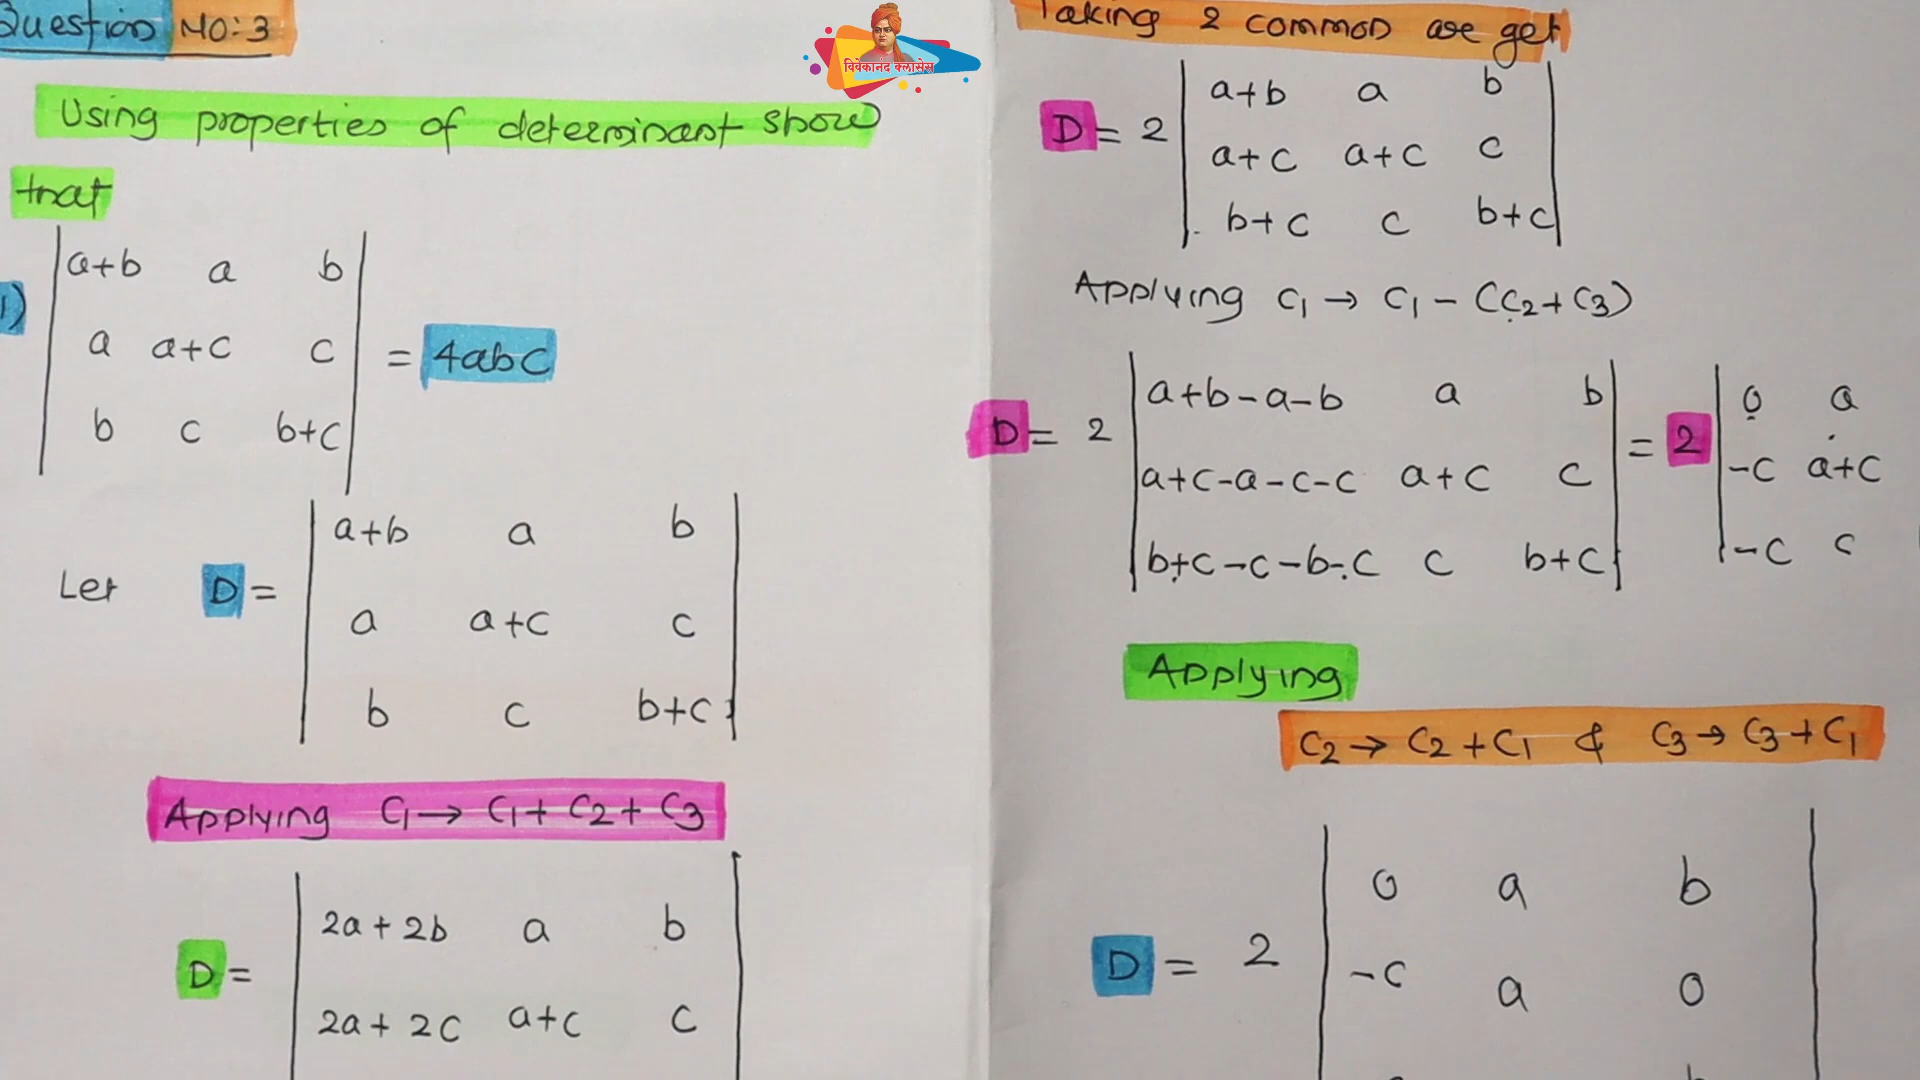 Question NO:3
Using properties of determinant show
that
1)
a+b a b
a a+c c = 4abc
b c b+c
a+b a b
Let D = a a+c c
b c b+c
Applying C1 → C1 + C2 + C3
2a + 2b a b
D =
2a + 2c a+c c
विवेकानंद क्लासेस
Taking 2 common are get
a+b a b
D = 2 a+c a+c c
b+c c b+c
Applying C1 → C1 - (C2 + C3)
a+b-a-b a b 0 a
D = 2 a+c-a-c-c a+c c = 2 -c a+c
b+c-c-b-c c b+c -c c
Applying
C2 → C2 + C1 & C3 → C3 + C1
0 a b
D = 2 -c a 0